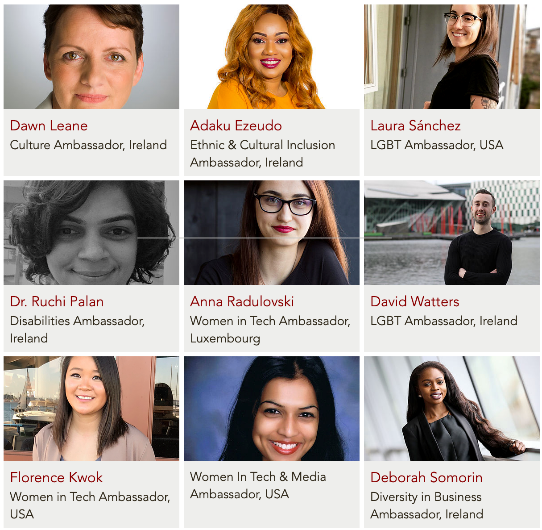 Dawn Leane
Culture Ambassador, Ireland
Adaku Ezeudo
Ethnic & Cultural Inclusion
Ambassador, Ireland
Laura Sánchez
LGBT Ambassador, USA
Dr. Ruchi Palan
Disabilities Ambassador,
Ireland
Anna Radulovski
Women in Tech Ambassador,
Luxembourg
David Watters
LGBT Ambassador, Ireland
Florence Kwok
Women in Tech Ambassador,
USA
Women In Tech & Media
Ambassador, USA
Deborah Somorin
Diversity in Business
Ambassador, Ireland